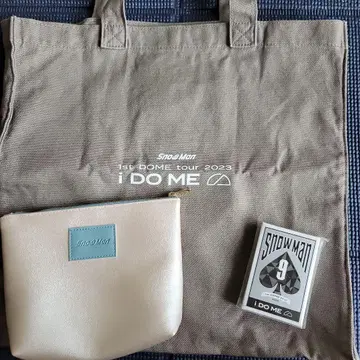 Snow Man
1st DOME tour 2023
i DO ME
Snow Man
SNOW MAN
9
i DO ME